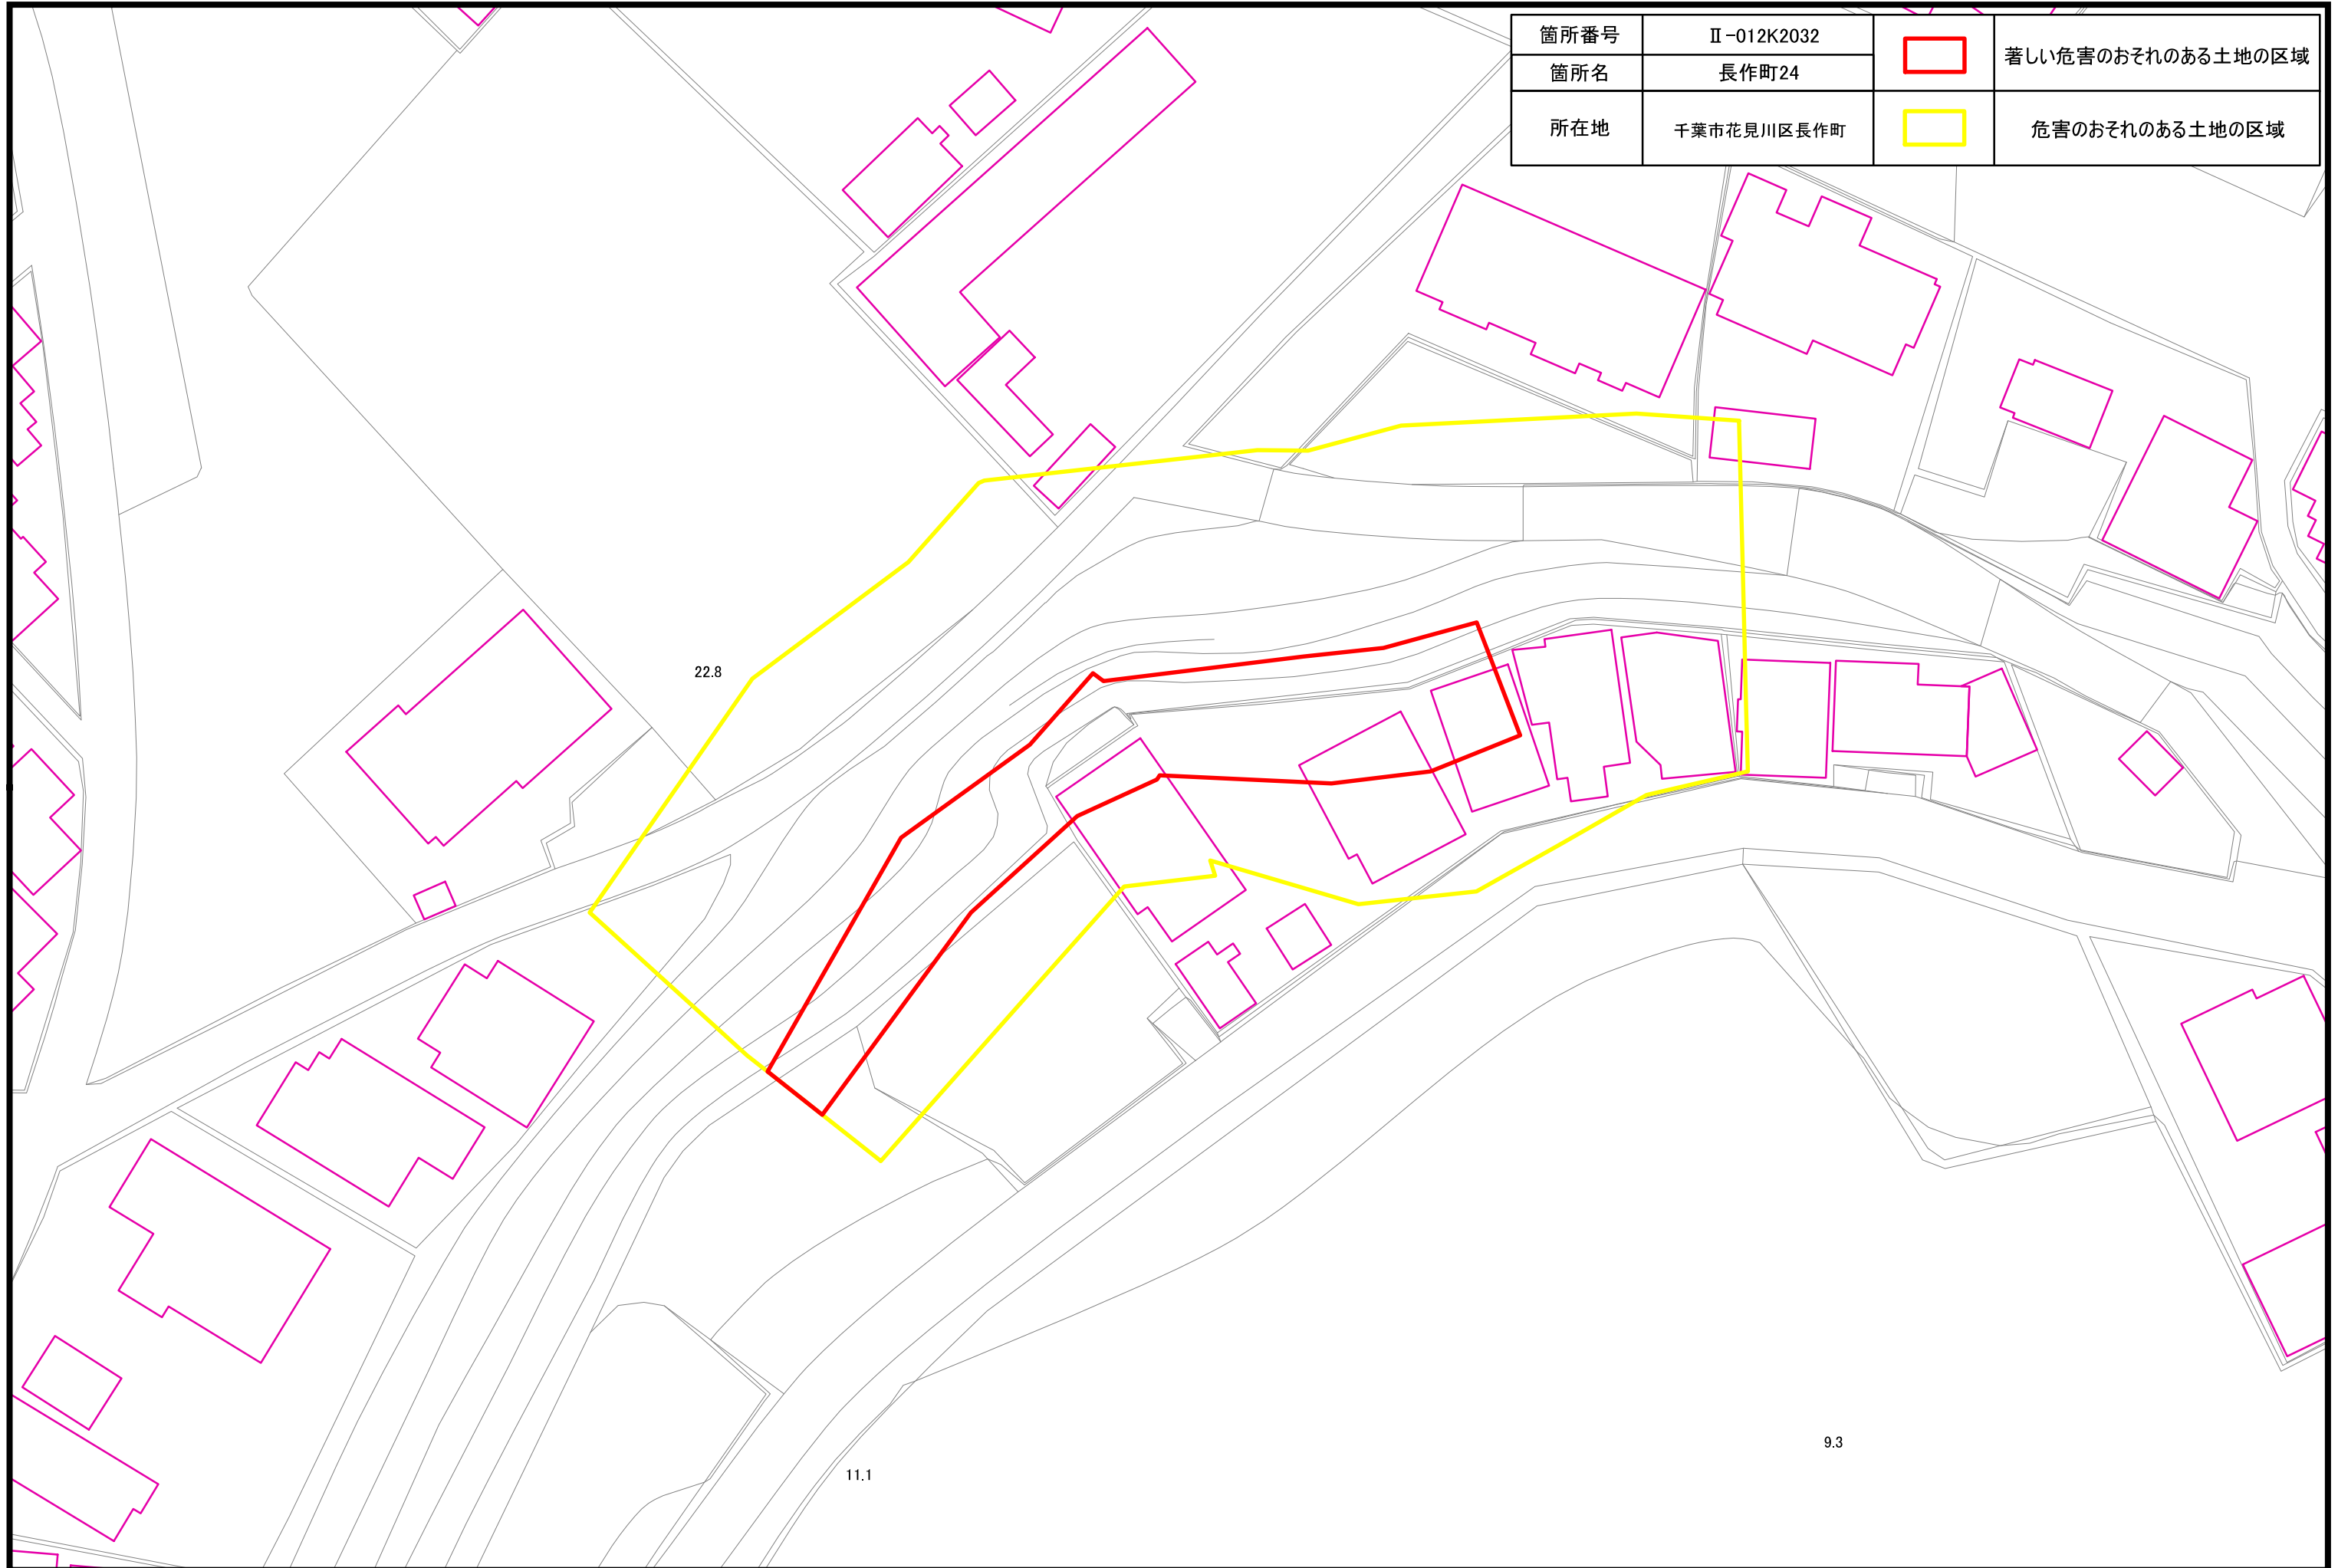 箇所番号 Ⅱ-012K2032 著しい危害のおそれのある土地の区域
箇所名 長作町24
所在地 千葉市花見川区長作町 危害のおそれのある土地の区域
22.8
9.3
11.1